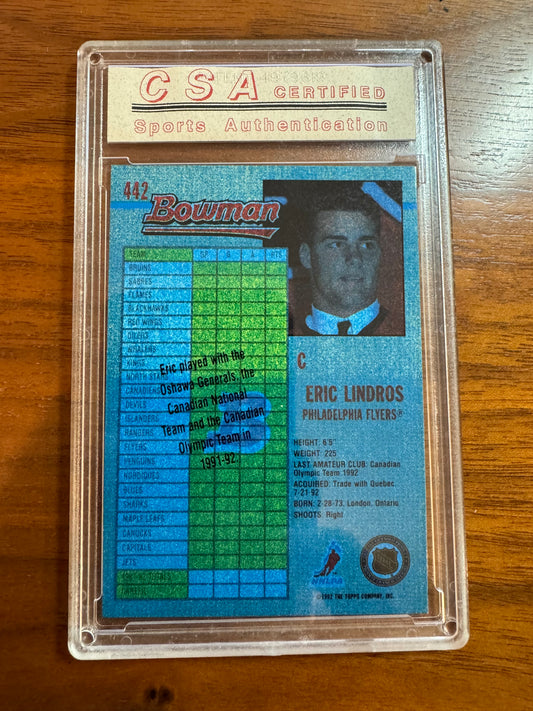 CSA CERTIFIED
Sports Authentication
442
Bowman
TEAM GP G A PTS
BRUINS
SABRES
FLAMES
BLACKHAWKS
RED WINGS
OILERS
WHALERS
KINGS
NORTH STARS
CANADIENS
DEVILS
ISLANDERS
RANGERS
FLYERS
PENGUINS
NORDIQUES
BLUES
SHARKS
MAPLE LEAFS
CANUCKS
CAPITALS
JETS
Eric played with the
Oshawa Generals, the
Canadian National
Team and the Canadian
Olympic Team in
1991-92.
C
ERIC LINDROS
PHILADELPHIA FLYERS®
HEIGHT: 6'5"
WEIGHT: 225
LAST AMATEUR CLUB: Canadian
Olympic Team 1992
ACQUIRED: Trade with Quebec
7-21-92
BORN: 2-28-73, London, Ontario
SHOOTS: Right
NHLPA
©1992 THE TOPPS COMPANY, INC.